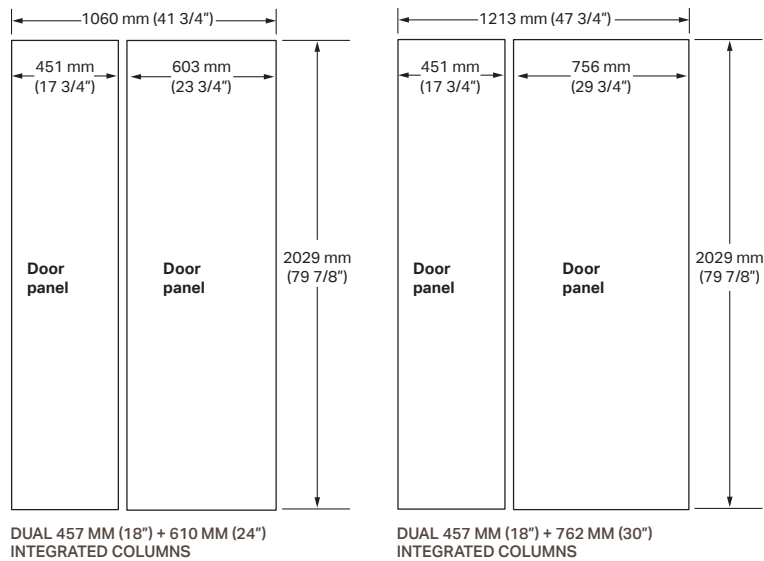 1060 mm (41 3/4”)
451 mm
(17 3/4”)
603 mm
(23 3/4”)
Door
panel
Door
panel
2029 mm
(79 7/8”)
DUAL 457 MM (18”) + 610 MM (24”)
INTEGRATED COLUMNS
1213 mm (47 3/4”)
451 mm
(17 3/4”)
756 mm
(29 3/4”)
Door
panel
Door
panel
2029 mm
(79 7/8”)
DUAL 457 MM (18”) + 762 MM (30”)
INTEGRATED COLUMNS